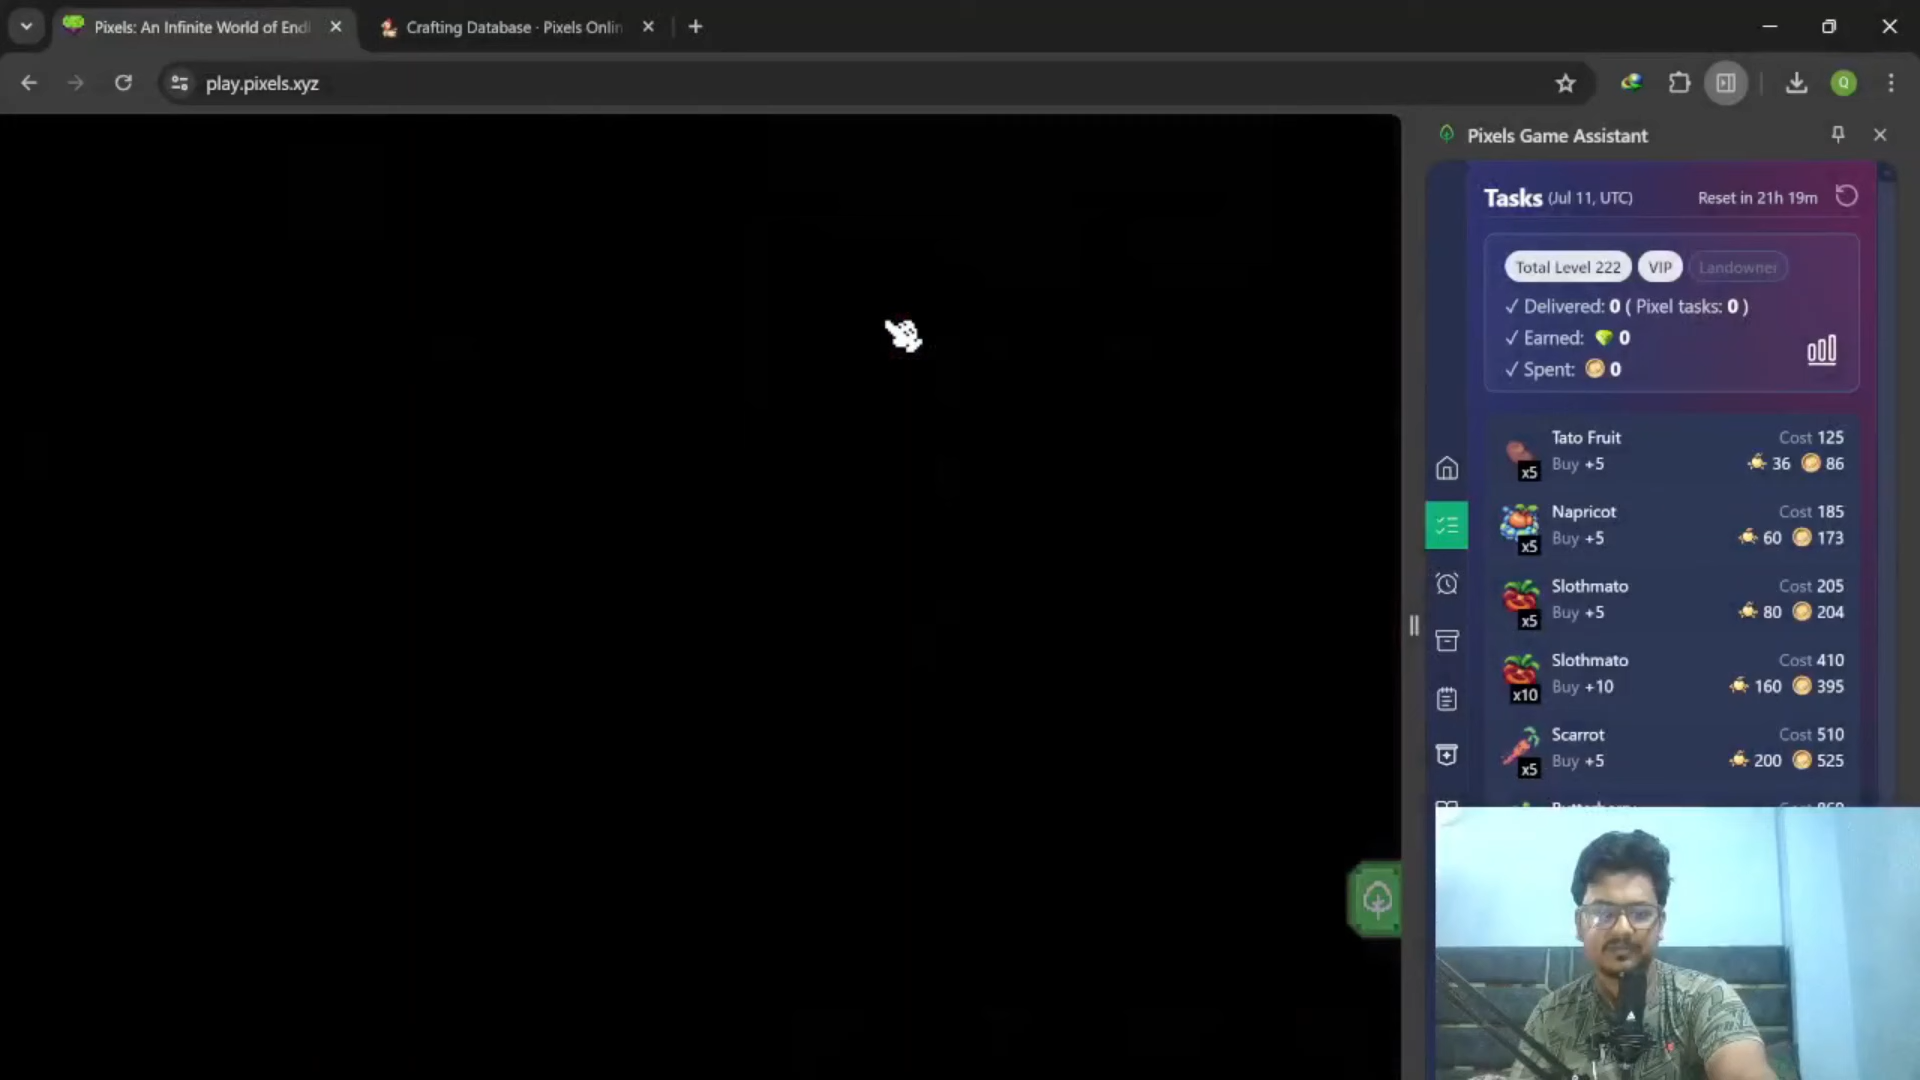 Pixels: An Infinite World of Endl
Crafting Database · Pixels Onlin
play.pixels.xyz
Q
Pixels Game Assistant
Tasks (Jul 11, UTC) Reset in 21h 19m
Total Level 222 VIP Landowner
✓ Delivered: 0 ( Pixel tasks: 0 )
✓ Earned: 0
✓ Spent: 0
Tato Fruit Cost 125
x5 Buy +5 36 86
Napricot Cost 185
x5 Buy +5 60 173
Slothmato Cost 205
x5 Buy +5 80 204
Slothmato Cost 410
x10 Buy +10 160 395
Scarrot Cost 510
x5 Buy +5 200 525